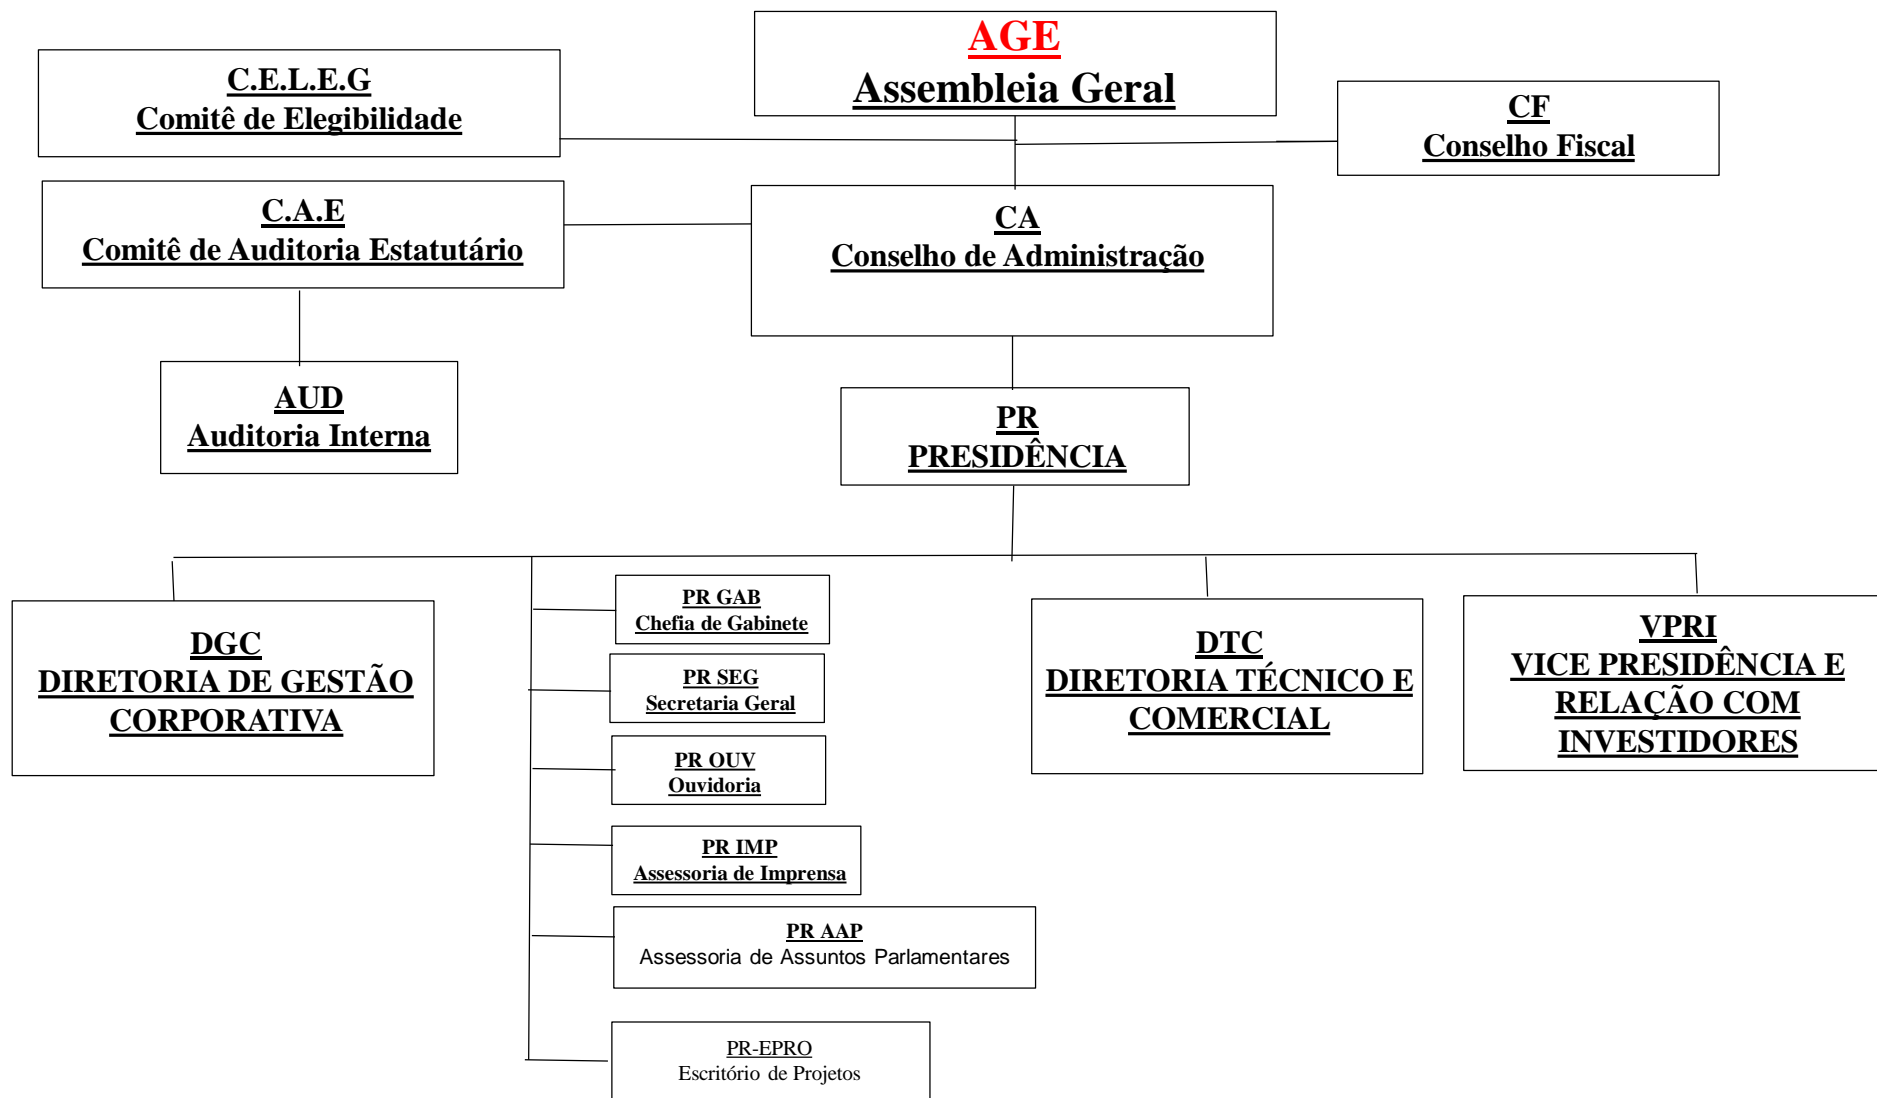 AGE
Assembleia Geral
C.E.L.E.G
Comitê de Elegibilidade
CF
Conselho Fiscal
C.A.E
Comitê de Auditoria Estatutário
CA
Conselho de Administração
AUD
Auditoria Interna
PR
PRESIDÊNCIA
DGC
DIRETORIA DE GESTÃO
CORPORATIVA
PR GAB
Chefia de Gabinete
PR SEG
Secretaria Geral
PR OUV
Ouvidoria
PR IMP
Assessoria de Imprensa
PR AAP
Assessoria de Assuntos Parlamentares
PR-EPRO
Escritório de Projetos
DTC
DIRETORIA TÉCNICO E
COMERCIAL
VPRI
VICE PRESIDÊNCIA E
RELAÇÃO COM
INVESTIDORES